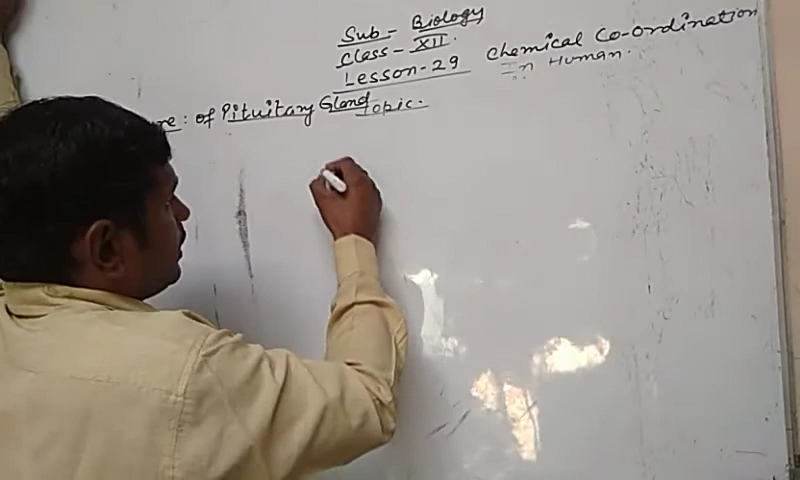 Sub - Biology
Class - XII.
Lesson - 29 Chemical Co-ordination
In Human.
: of Pituitary Gland Topic.